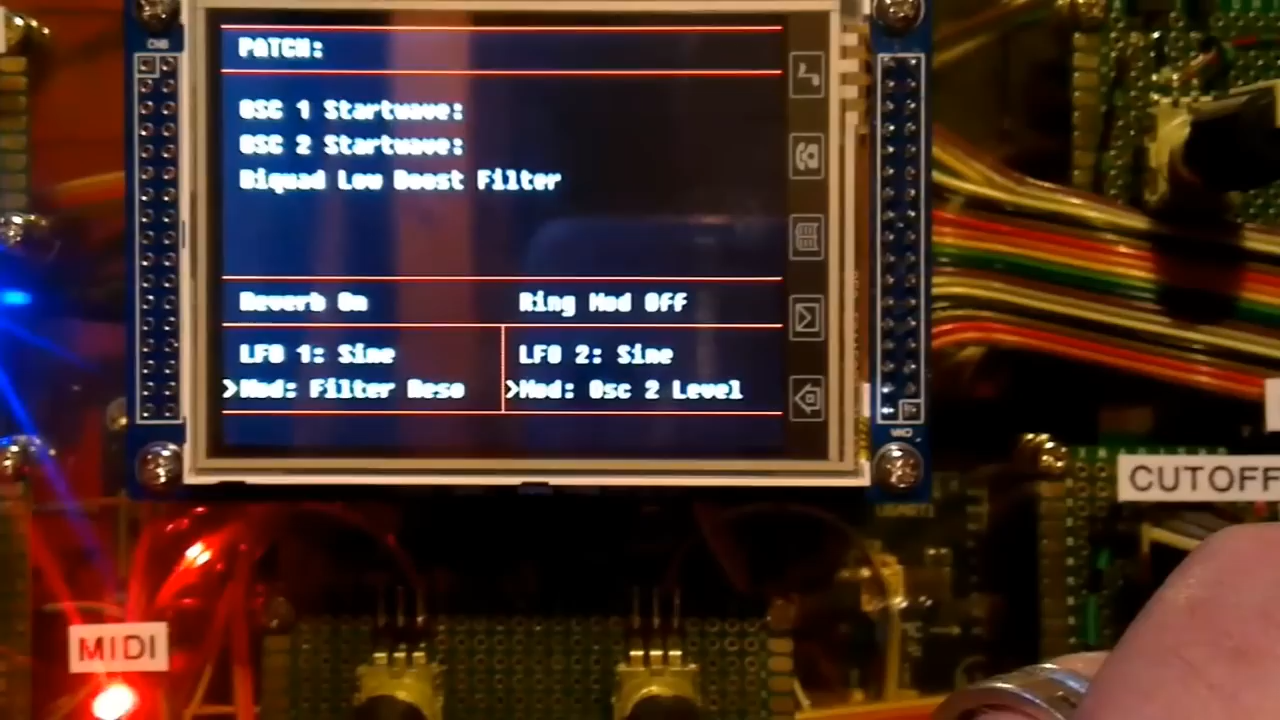 PATCH:
OSC 1 Startwave:
OSC 2 Startwave:
Biquad Low Boost Filter
Reverb On Ring Mod Off
LFO 1: Sine LFO 2: Sine
>Mod: Filter Reso >Mod: Osc 2 Level
CUTOFF
MIDI